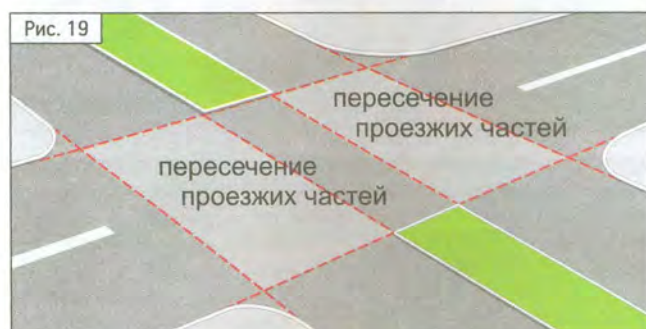 Рис. 19
пересечение
проезжих частей
пересечение
проезжих частей